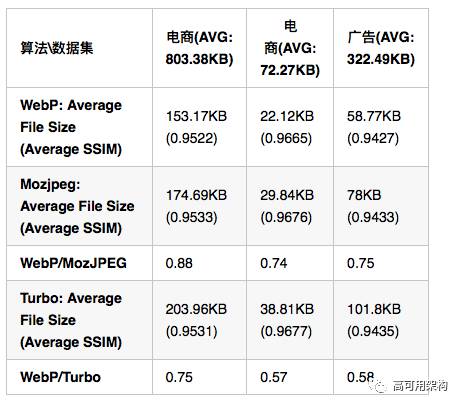 算法\数据集
电商(AVG:
803.38KB)
电
商(AVG:
72.27KB)
广告(AVG:
322.49KB)
WebP: Average
File Size
(Average SSIM)
153.17KB
(0.9522)
22.12KB
(0.9665)
58.77KB
(0.9427)
Mozjpeg:
Average File Size
(Average SSIM)
174.69KB
(0.9533)
29.84KB
(0.9676)
78KB
(0.9433)
WebP/MozJPEG
0.88
0.74
0.75
Turbo: Average
File Size
(Average SSIM)
203.96KB
(0.9531)
38.81KB
(0.9677)
101.8KB
(0.9435)
WebP/Turbo
0.75
0.57
0.58
高可用架构